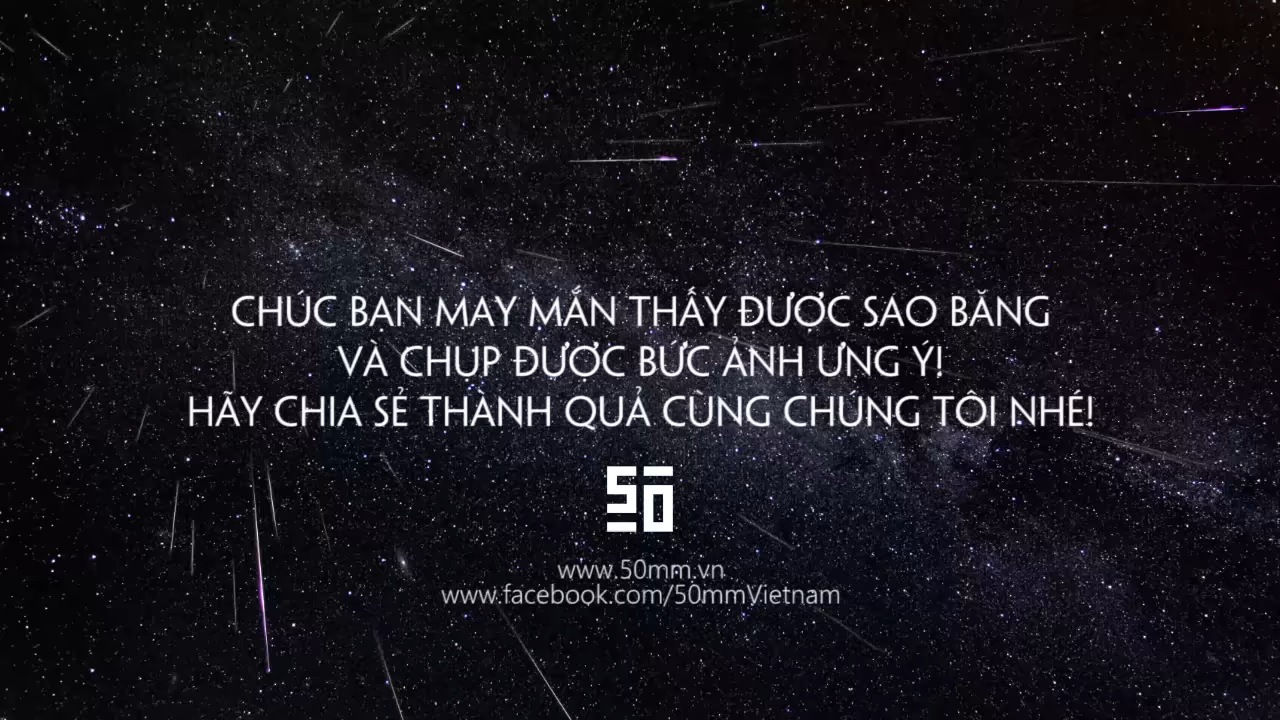 CHÚC BẠN MAY MẮN THẤY ĐƯỢC SAO BĂNG
VÀ CHỤP ĐƯỢC BỨC ẢNH ƯNG Ý!
HÃY CHIA SẺ THÀNH QUẢ CÙNG CHÚNG TÔI NHÉ!
50
www.50mm.vn
www.facebook.com/50mmVietnam